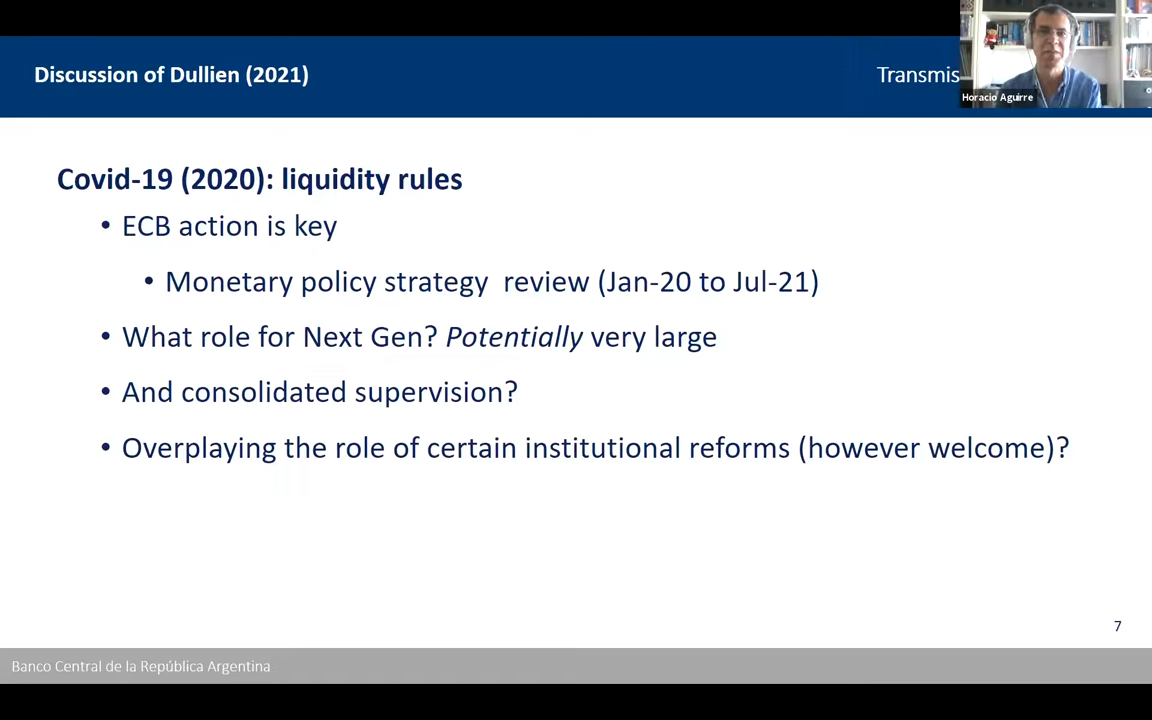 Discussion of Dullien (2021)
Transmis
Horacio Aguirre
Covid-19 (2020): liquidity rules
• ECB action is key
• Monetary policy strategy  review (Jan-20 to Jul-21)
• What role for Next Gen? Potentially very large
• And consolidated supervision?
• Overplaying the role of certain institutional reforms (however welcome)?
7
Banco Central de la República Argentina